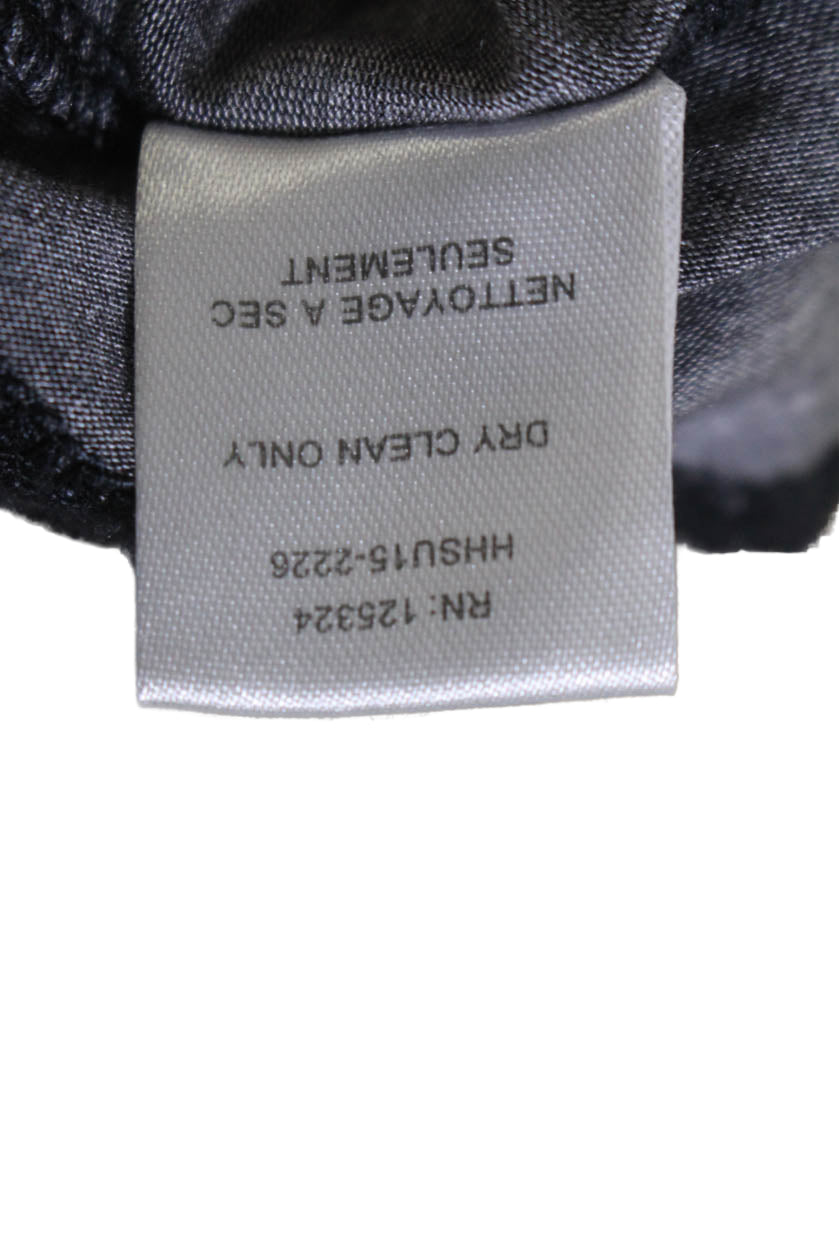 RN: 125324
HHSU15-2226
DRY CLEAN ONLY
NETTOYAGE A SEC
SEULEMENT